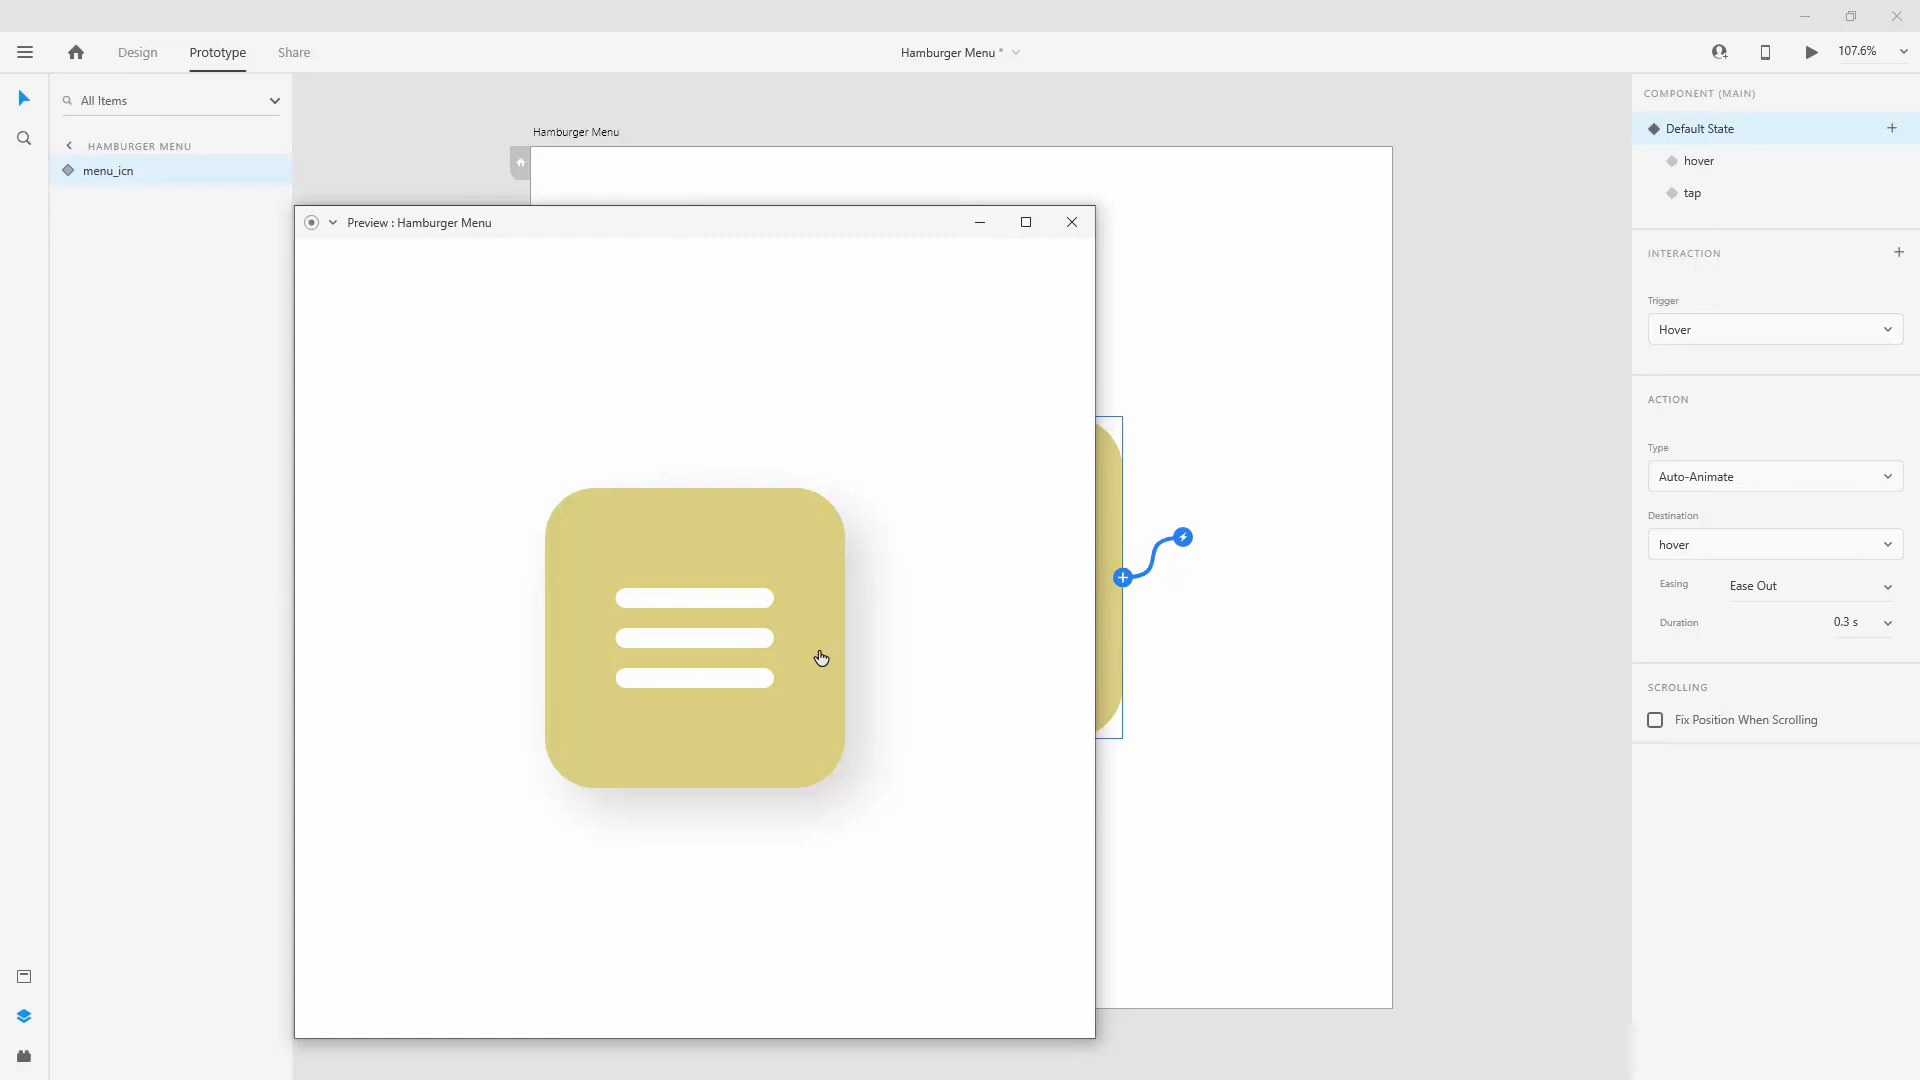 Design
Prototype
Share
Hamburger Menu *
107.6%
All Items
HAMBURGER MENU
menu_icn
Hamburger Menu
Preview : Hamburger Menu
COMPONENT (MAIN)
Default State
hover
tap
INTERACTION
Trigger
Hover
ACTION
Type
Auto-Animate
Destination
hover
Easing
Ease Out
Duration
0.3 s
SCROLLING
Fix Position When Scrolling